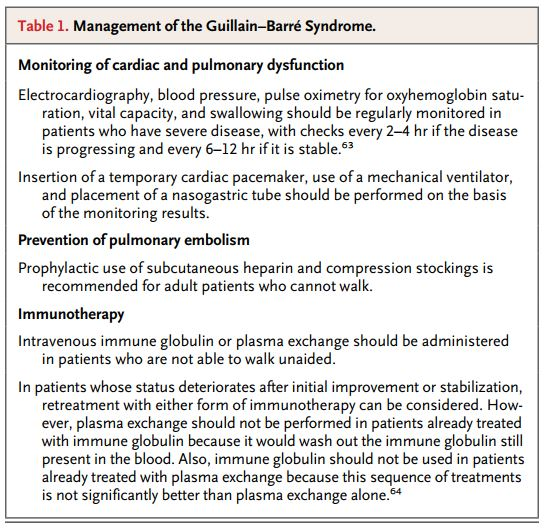 Table 1. Management of the Guillain–Barré Syndrome.
Monitoring of cardiac and pulmonary dysfunction
Electrocardiography, blood pressure, pulse oximetry for oxyhemoglobin satu-
ration, vital capacity, and swallowing should be regularly monitored in
patients who have severe disease, with checks every 2–4 hr if the disease
is progressing and every 6–12 hr if it is stable.63
Insertion of a temporary cardiac pacemaker, use of a mechanical ventilator,
and placement of a nasogastric tube should be performed on the basis
of the monitoring results.
Prevention of pulmonary embolism
Prophylactic use of subcutaneous heparin and compression stockings is
recommended for adult patients who cannot walk.
Immunotherapy
Intravenous immune globulin or plasma exchange should be administered
in patients who are not able to walk unaided.
In patients whose status deteriorates after initial improvement or stabilization,
retreatment with either form of immunotherapy can be considered. How-
ever, plasma exchange should not be performed in patients already treated
with immune globulin because it would wash out the immune globulin still
present in the blood. Also, immune globulin should not be used in patients
already treated with plasma exchange because this sequence of treatments
is not significantly better than plasma exchange alone.64